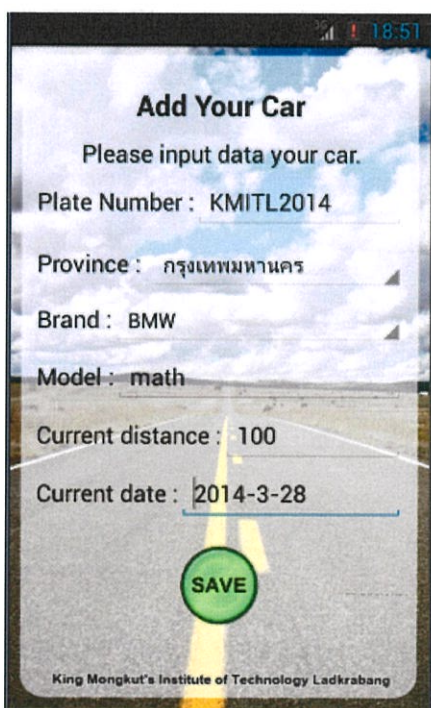 3G 18:51
Add Your Car
Please input data your car.
Plate Number : KMITL2014
Province : กรุงเทพมหานคร
Brand : BMW
Model : math
Current distance : 100
Current date : 2014-3-28
SAVE
King Mongkut's Institute of Technology Ladkrabang